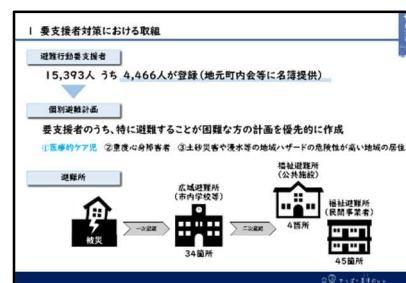 1 要支援者対策における取組
避難行動要支援者
15,393人 うち 4,466人が登録(地元町内会等に名簿提供)
個別避難計画
要支援者のうち、特に避難することが困難な方の計画を優先的に作成
①医療的ケア児 ②重度心身障害者 ③土砂災害や浸水等の地域ハザードの危険性が高い地域の居住
避難所
被災
一次避難
広域避難所
(市内学校等)
34箇所
二次避難
福祉避難所
(公共施設)
4箇所
福祉避難所
(民間事業者)
45箇所